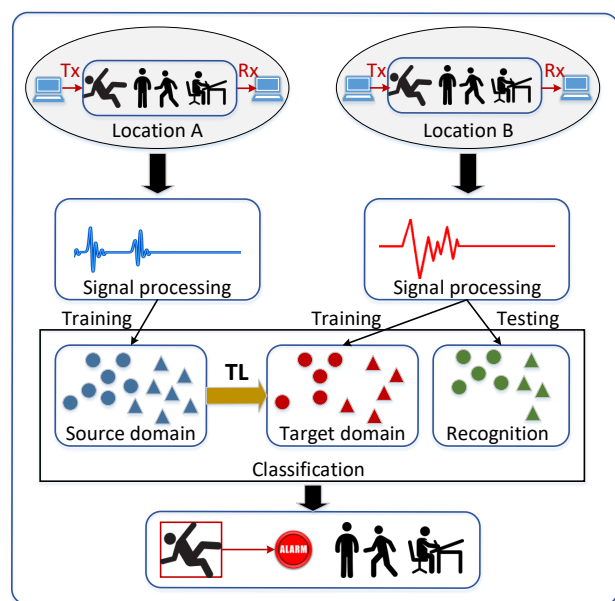 Tx
Rx
Location A
Tx
Rx
Location B
Signal processing
Signal processing
Training
Training
Testing
TL
Source domain
Target domain
Recognition
Classification
ALARM